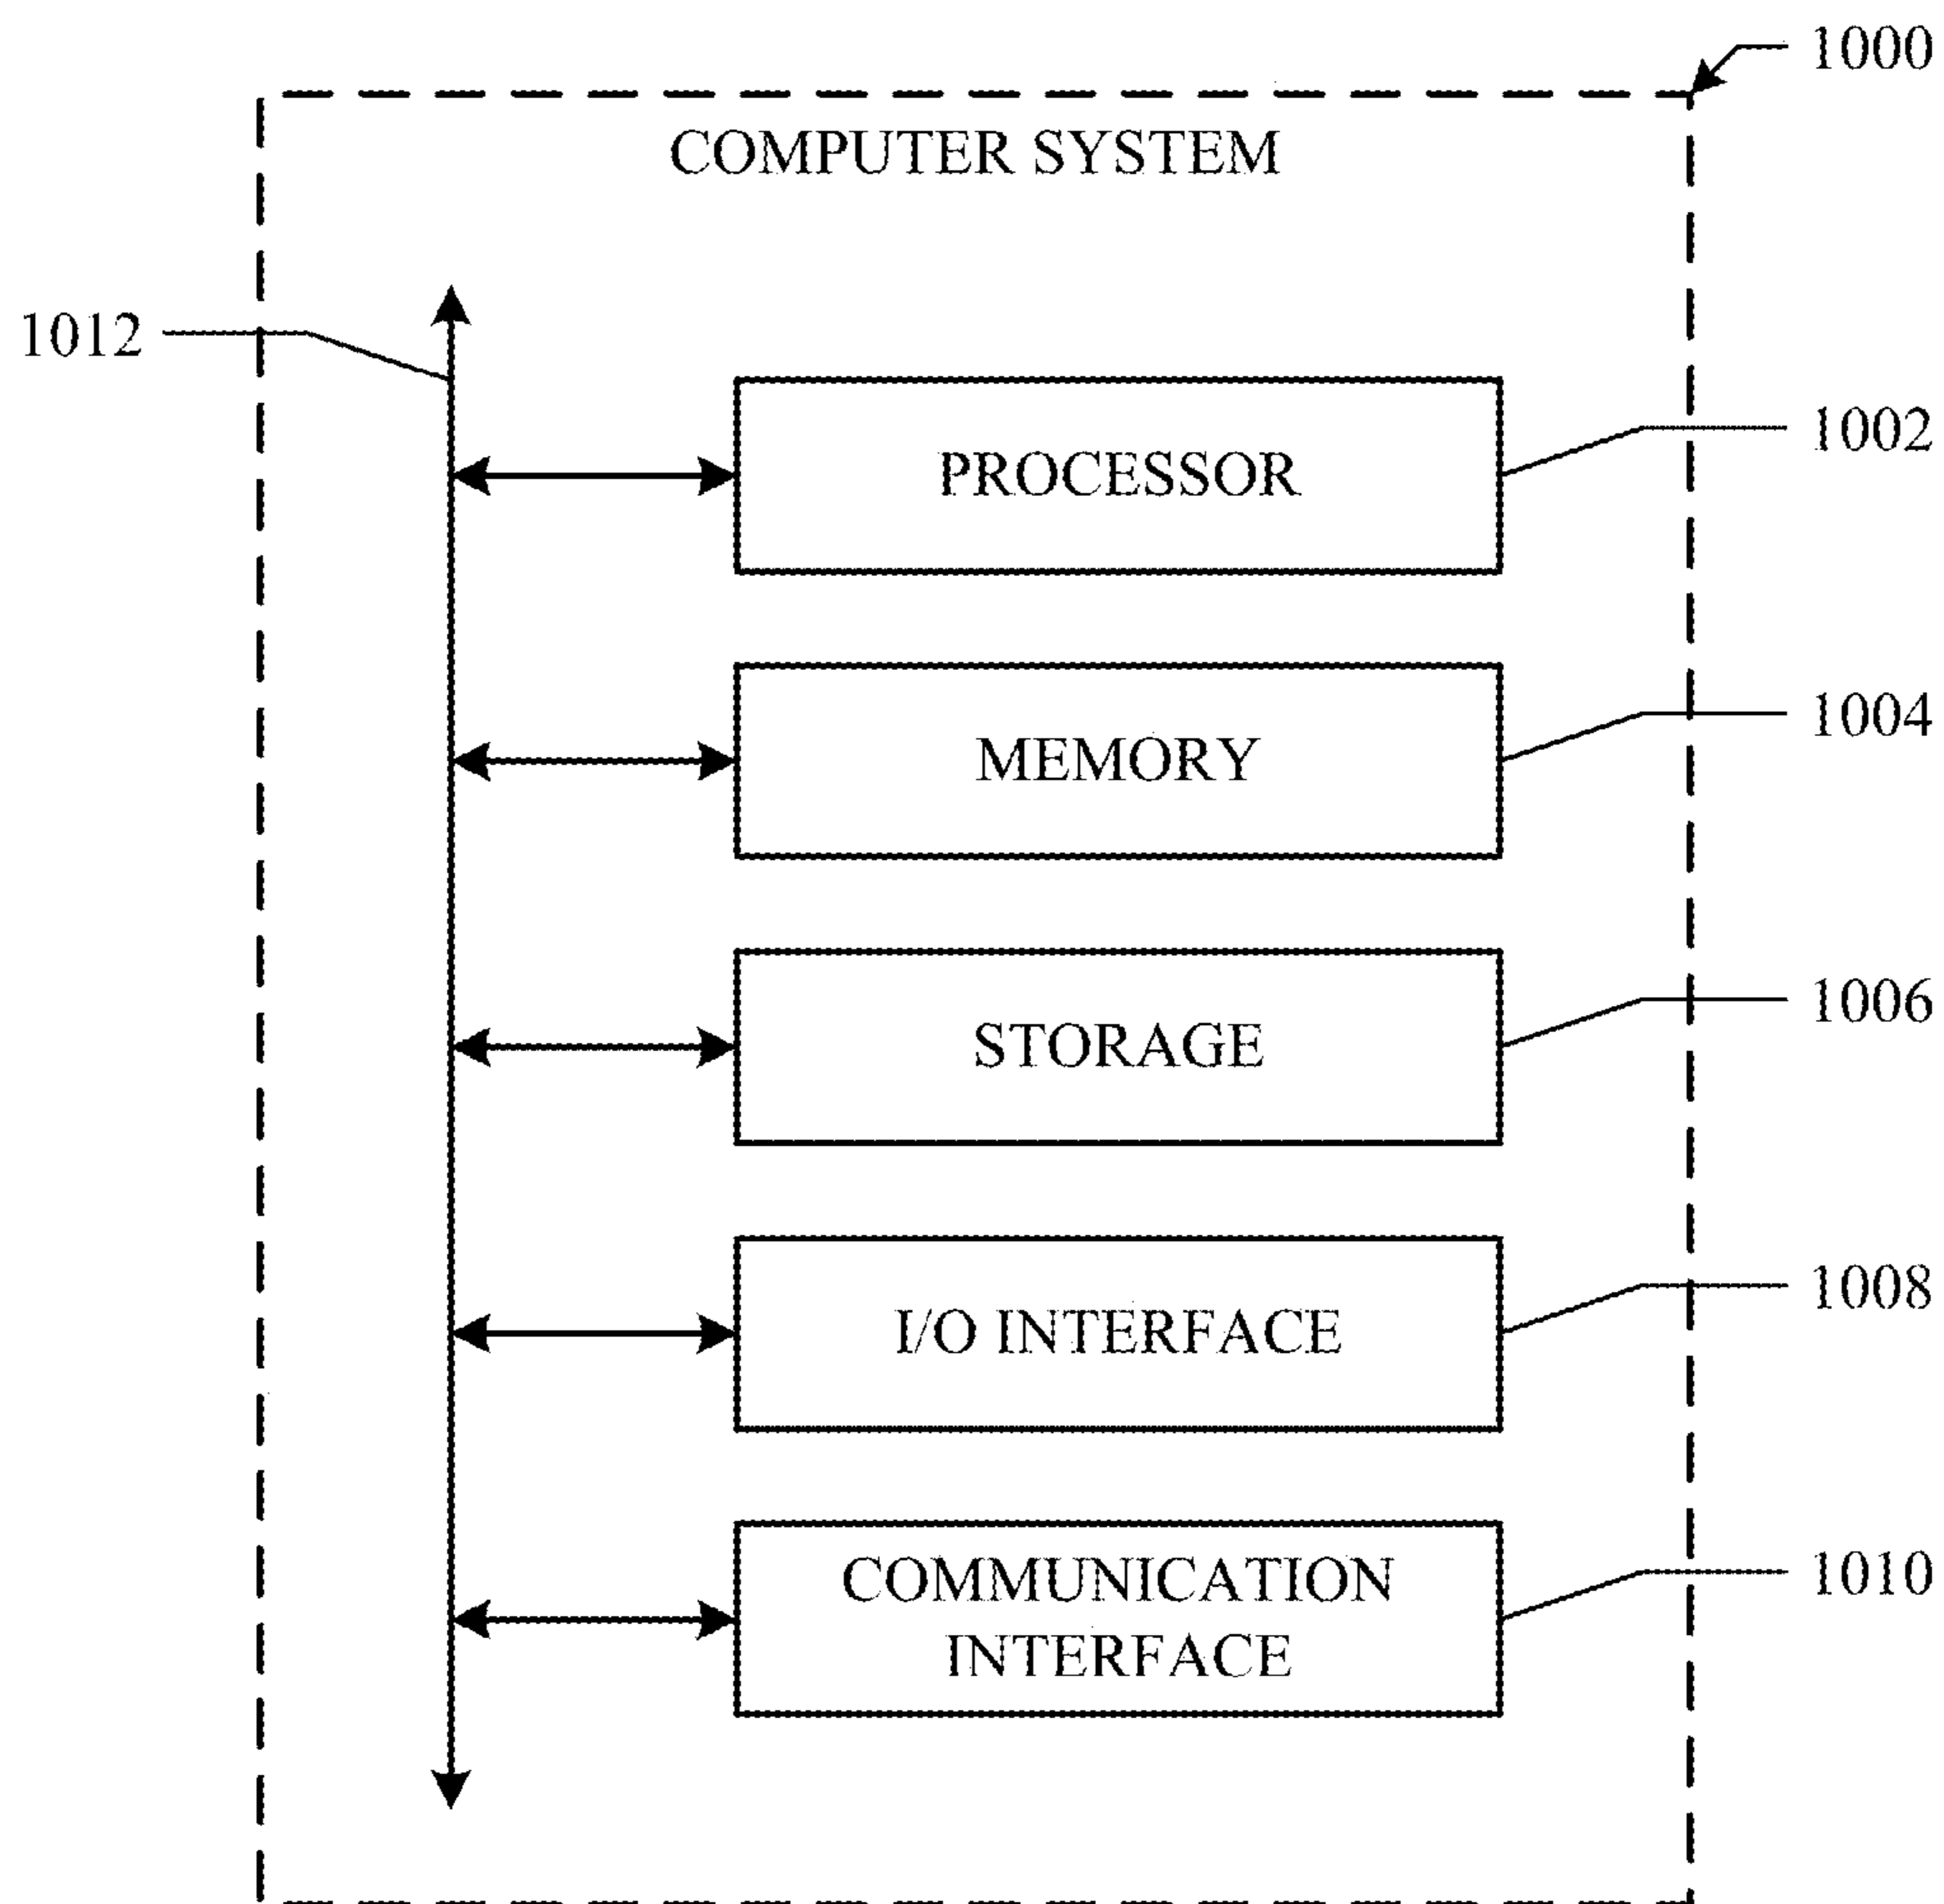 1000
COMPUTER SYSTEM
1012
1002
PROCESSOR
1004
MEMORY
1006
STORAGE
1008
I/O INTERFACE
1010
COMMUNICATION
INTERFACE